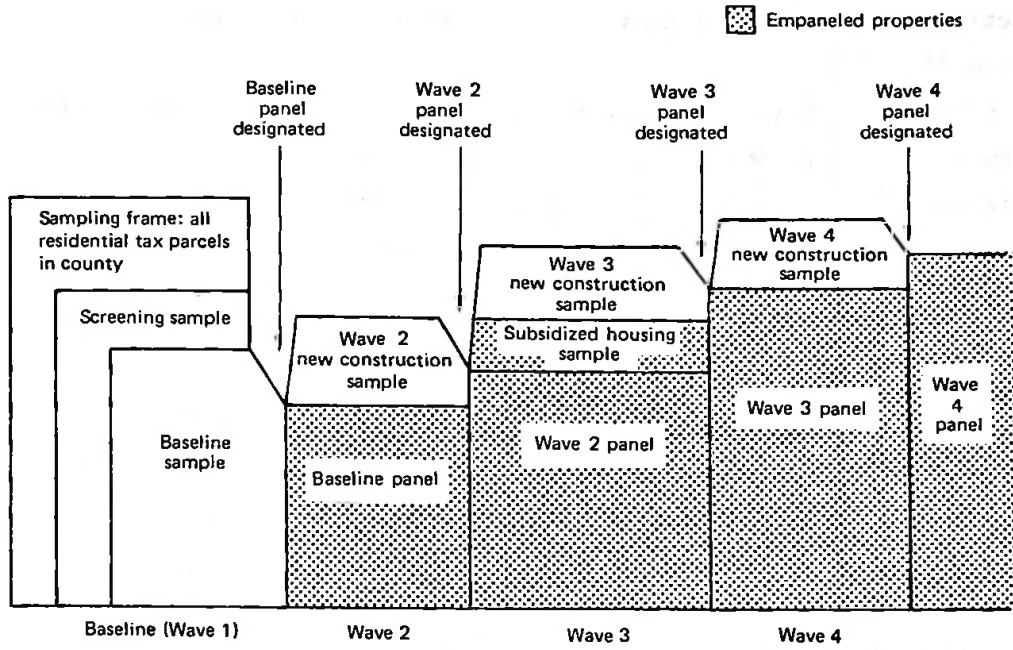 Empaneled properties
Baseline
panel
designated
Wave 2
panel
designated
Wave 3
panel
designated
Wave 4
panel
designated
Sampling frame: all
residential tax parcels
in county
Screening sample
Baseline
sample
Wave 2
new construction
sample
Baseline panel
Wave 3
new construction
sample
Subsidized housing
sample
Wave 2 panel
Wave 4
new construction
sample
Wave 3 panel
Wave
4
panel
Baseline (Wave 1)
Wave 2
Wave 3
Wave 4